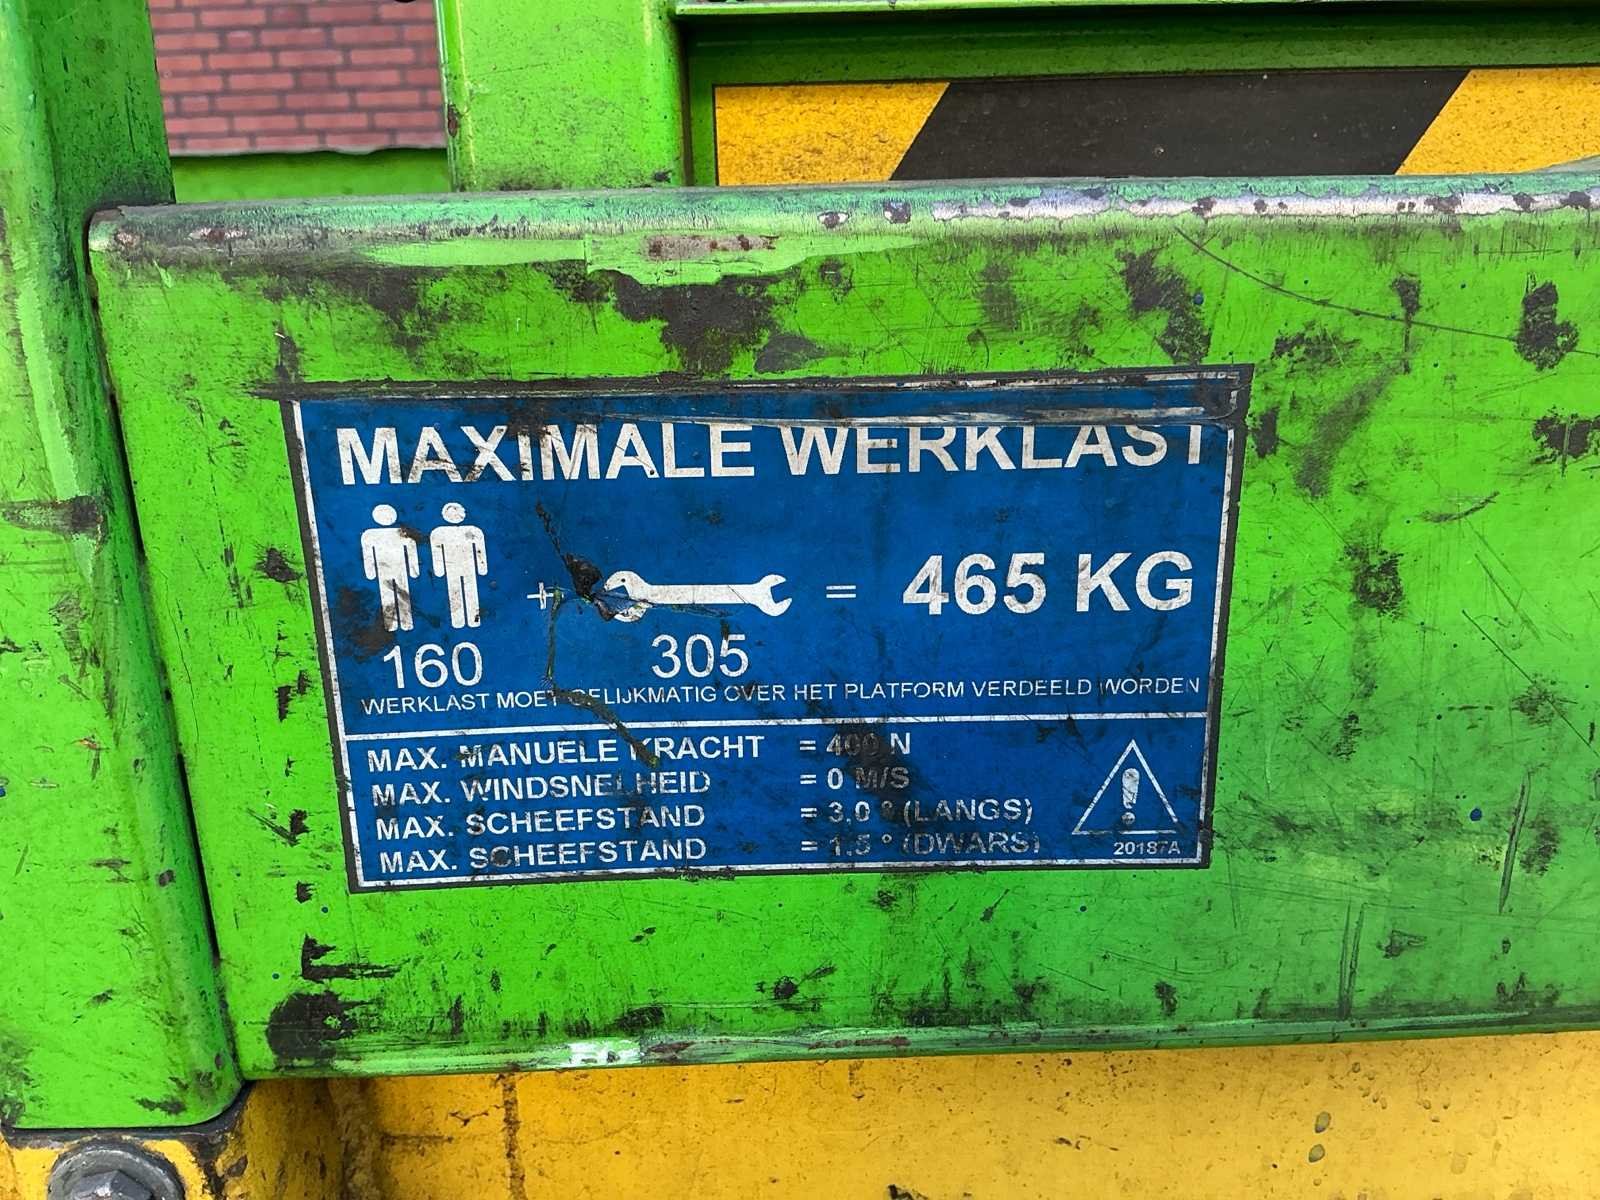 MAXIMALE WERKLAST
+ = 465 KG
160 305
WERKLAST MOET GELIJKMATIG OVER HET PLATFORM VERDEELD WORDEN
MAX. MANUELE KRACHT = 400 N
MAX. WINDSNELHEID = 0 M/S
MAX. SCHEEFSTAND = 3,0 ° (LANGS)
MAX. SCHEEFSTAND = 1,5 ° (DWARS)
20187A